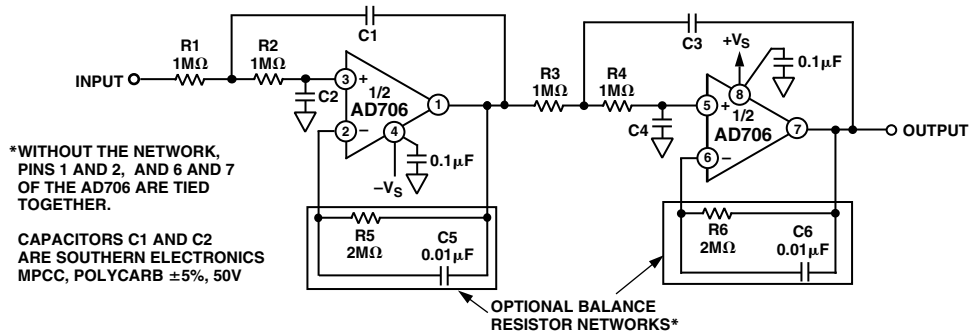 C1
C3
R1
1MΩ
R2
1MΩ
INPUT
C2
3
+
1/2
AD706
1
2
−
4
0.1µF
−VS
R3
1MΩ
R4
1MΩ
C4
+VS
0.1µF
8
5
+
1/2
AD706
7
6
−
OUTPUT
*WITHOUT THE NETWORK,
PINS 1 AND 2, AND 6 AND 7
OF THE AD706 ARE TIED
TOGETHER.
CAPACITORS C1 AND C2
ARE SOUTHERN ELECTRONICS
MPCC, POLYCARB ±5%, 50V
R5
2MΩ
C5
0.01µF
R6
2MΩ
C6
0.01µF
OPTIONAL BALANCE
RESISTOR NETWORKS*